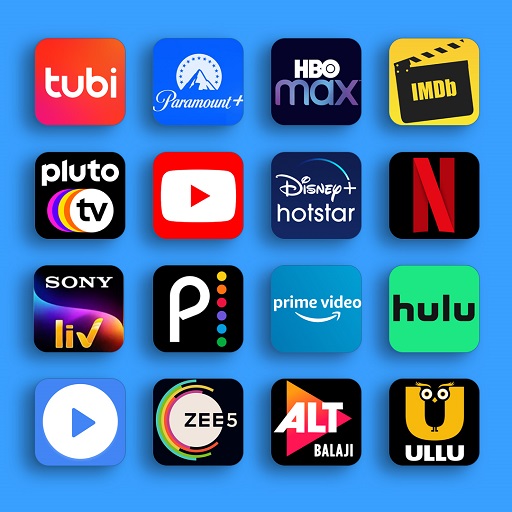 tubi
Paramount+
HBO
max
IMDb
pluto
tv
Disney+
hotstar
N
SONY
liv
P
prime video
hulu
ZEE5
ALT
BALAJI
U
ULLU